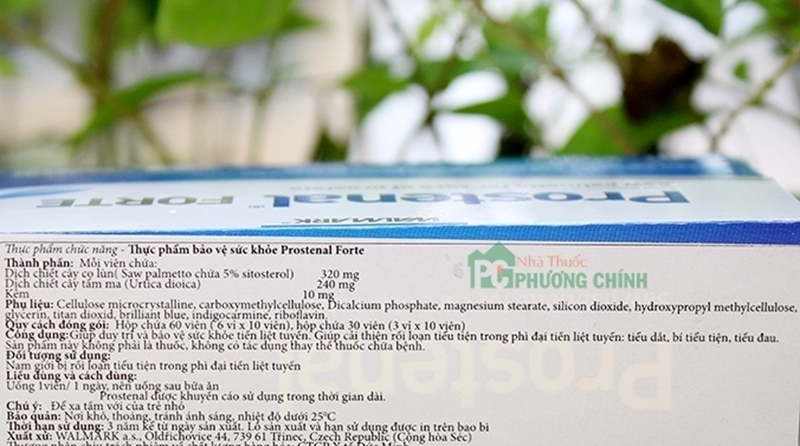 Prostenal FORTE
WALMARK
Thực phẩm chức năng - Thực phẩm bảo vệ sức khỏe Prostenal Forte
Thành phần: Mỗi viên chứa:
Dịch chiết cây cọ lùn( Saw palmetto chứa 5% sitosterol) 320 mg
Dịch chiết cây tầm ma (Urtica dioica) 240 mg
Kẽm 10 mg
Nhà Thuốc
PC PHƯƠNG CHÍNH
Phụ liệu: Cellulose microcrystalline, carboxymethylcellulose, Dicalcium phosphate, magnesium stearate, silicon dioxide, hydroxypropyl methylcellulose,
glycerin, titan dioxid, brilliant blue, indigocarmine, riboflavin.
Quy cách đóng gói: Hộp chứa 60 viên ( 6 vỉ x 10 viên), hộp chứa 30 viên (3 vỉ x 10 viên)
Công dụng:Giúp duy trì và bảo vệ sức khỏe tiền liệt tuyến. Giúp cải thiện rối loạn tiểu tiện trong phì đại tiền liệt tuyến: tiểu dắt, bí tiểu tiện, tiểu đau.
Sản phẩm này không phải là thuốc, không có tác dụng thay thế thuốc chữa bệnh.
Đối tượng sử dụng:
Nam giới bị rối loạn tiểu tiện trong phì đại tiền liệt tuyến
Liều dùng và cách dùng:
Uống 1viên/ 1 ngày, nên uống sau bữa ăn
Prostenal được khuyến cáo sử dụng trong thời gian dài.
Chú ý: Để xa tầm với của trẻ nhỏ
Bảo quản: Nơi khô, thoáng, tránh ánh sáng, nhiệt độ dưới 25°C
Hạn sử dụng: 3 năm kể từ ngày sản xuất. Lô sản xuất và hạn sử dụng được in trên bao bì
Xuất xứ: WALMARK a.s., Oldřichovice 44, 739 61 Třinec, Czech Republic (Cộng hòa Séc)